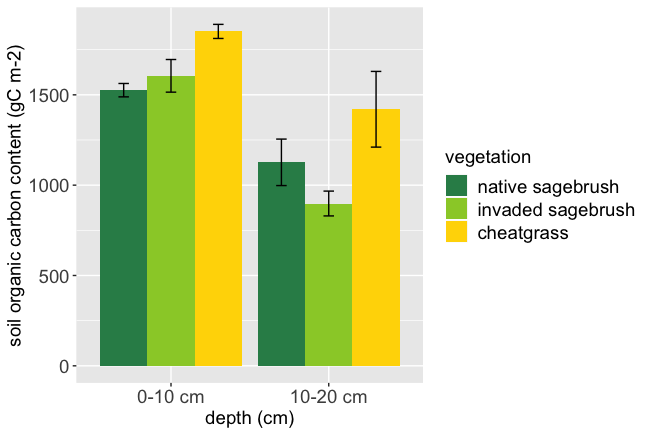 soil organic carbon content (gC m-2)
1500
1000
500
0
0-10 cm
10-20 cm
depth (cm)
vegetation
native sagebrush
invaded sagebrush
cheatgrass